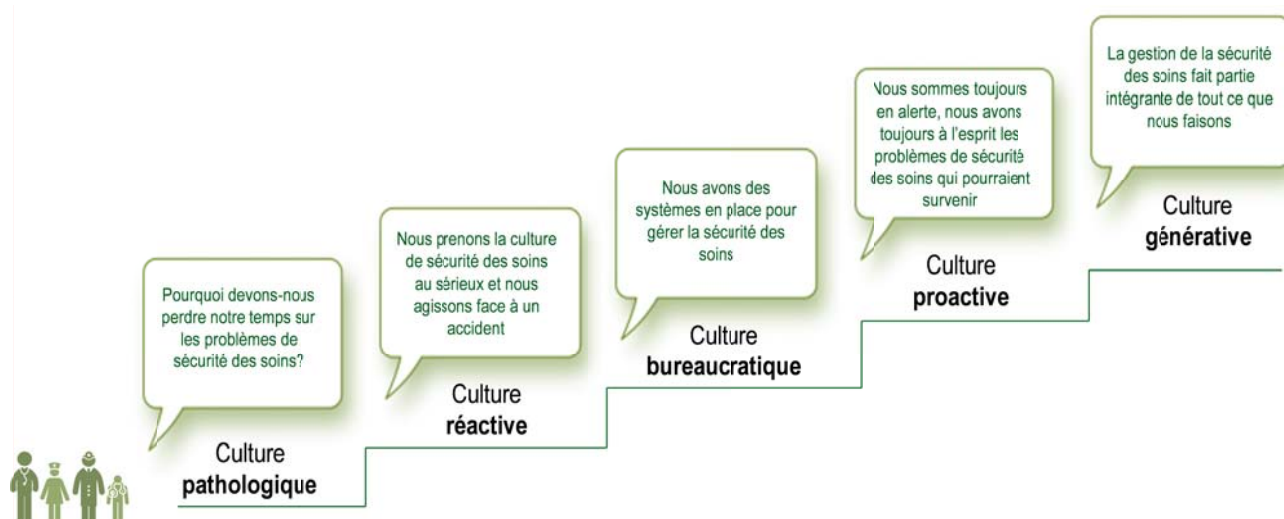 Pourquoi devons-nous
perdre notre temps sur
les problèmes de
sécurité des soins?
Culture
pathologique
Nous prenons la culture
de sécurité des soins
au sérieux et nous
agissons face à un
accident
Culture
réactive
Nous avons des
systèmes en place pour
gérer la sécurité des
soins
Culture
bureaucratique
Nous sommes toujours
en alerte, nous avons
toujours à l'esprit les
problèmes de sécurité
des soins qui pourraient
survenir
Culture
proactive
La gestion de la sécurité
des soins fait partie
intégrante de tout ce que
nous faisons
Culture
générative